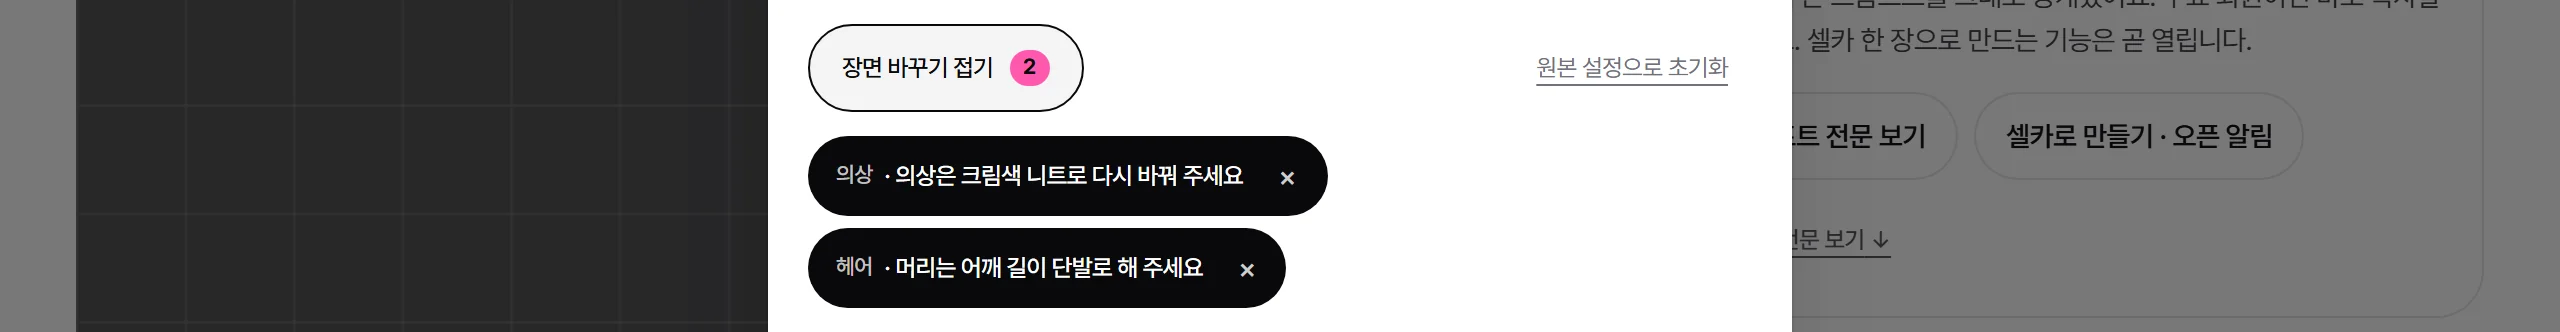 장면 바꾸기 접기 2
원본 설정으로 초기화
의상 · 의상은 크림색 니트로 다시 바꿔 주세요 ×
헤어 · 머리는 어깨 길이 단발로 해 주세요 ×
셀카 한 장으로 만드는 기능은 곧 열립니다.
전문 보기
셀카로 만들기 · 오픈 알림
전문 보기 ↓